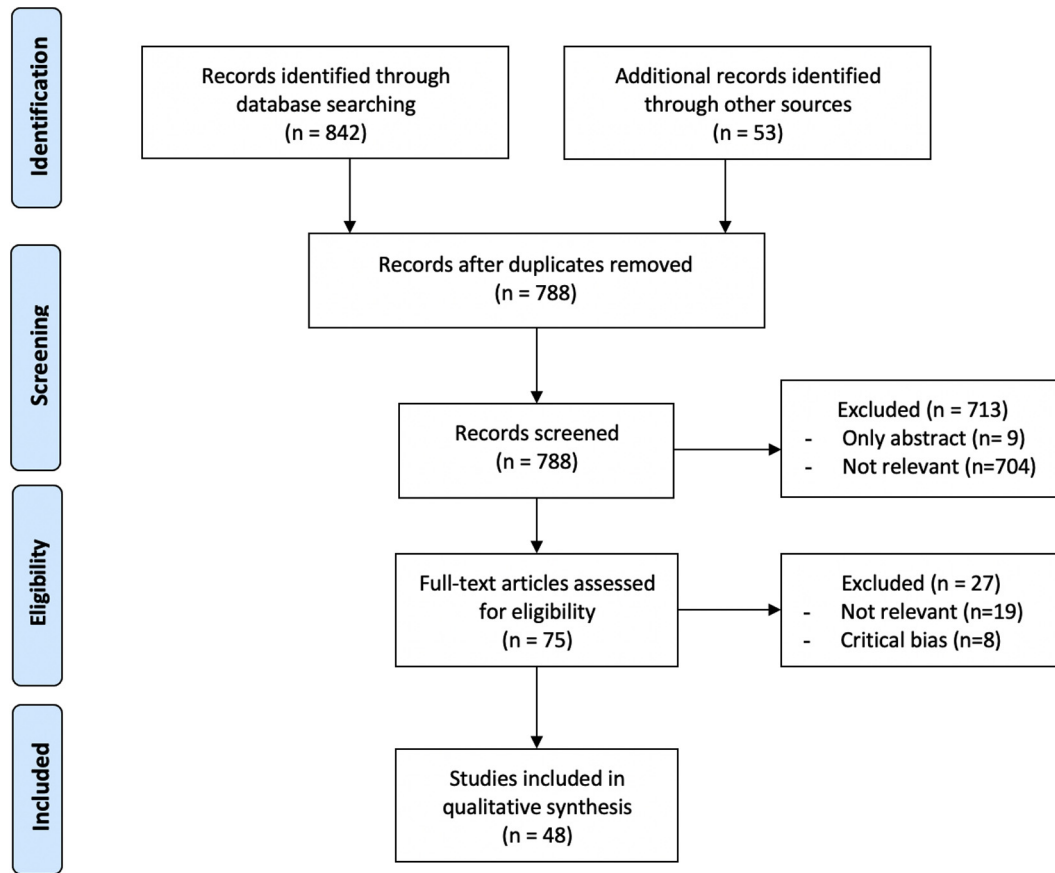 Identification
Records identified through
database searching
(n = 842)
Additional records identified
through other sources
(n = 53)
Screening
Records after duplicates removed
(n = 788)
Records screened
(n = 788)
Excluded (n = 713)
- Only abstract (n= 9)
- Not relevant (n=704)
Eligibility
Full-text articles assessed
for eligibility
(n = 75)
Excluded (n = 27)
- Not relevant (n=19)
- Critical bias (n=8)
Included
Studies included in
qualitative synthesis
(n = 48)